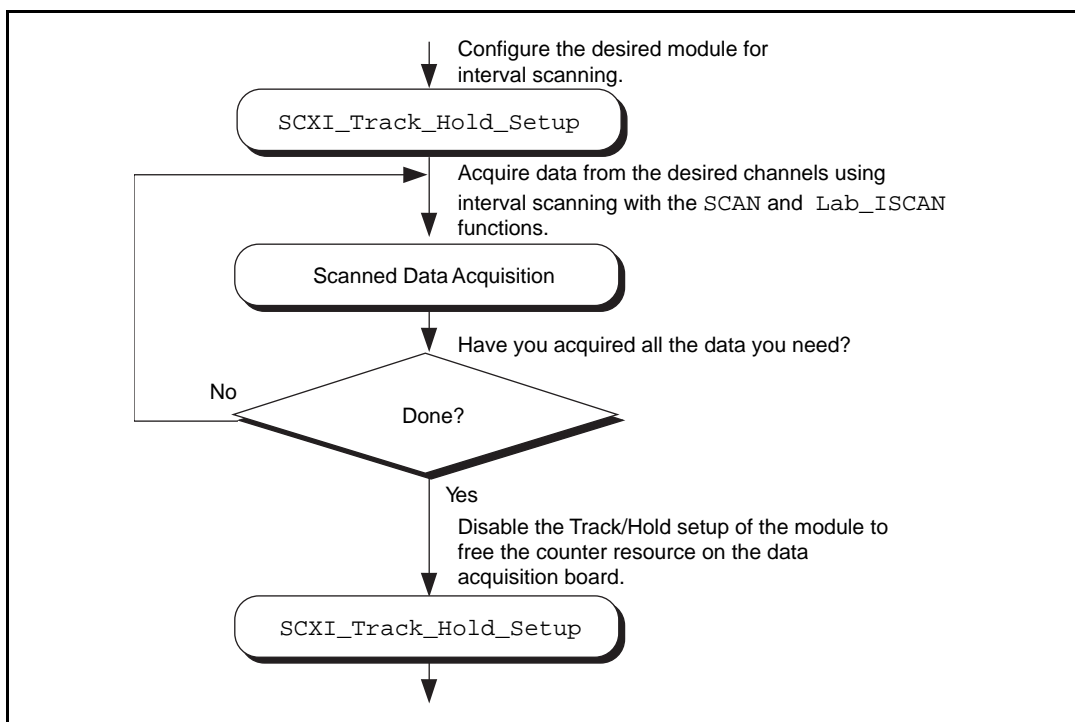 Configure the desired module for
interval scanning.
SCXI_Track_Hold_Setup
Acquire data from the desired channels using
interval scanning with the SCAN and Lab_ISCAN
functions.
Scanned Data Acquisition
Have you acquired all the data you need?
No
Done?
Yes
Disable the Track/Hold setup of the module to
free the counter resource on the data
acquisition board.
SCXI_Track_Hold_Setup